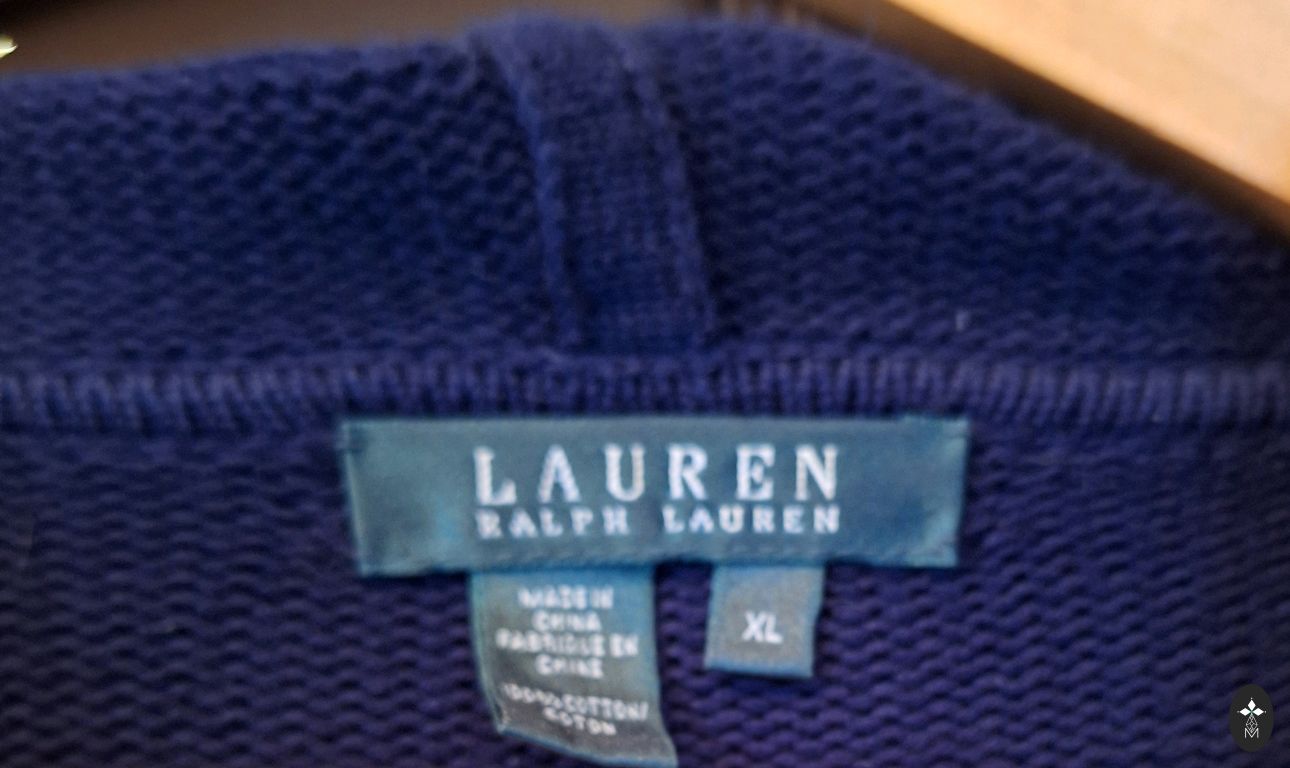 LAUREN
RALPH LAUREN
MADE IN
CHINA
FABRIQUE EN
CHINE
100% COTTON/
COTON
XL
M